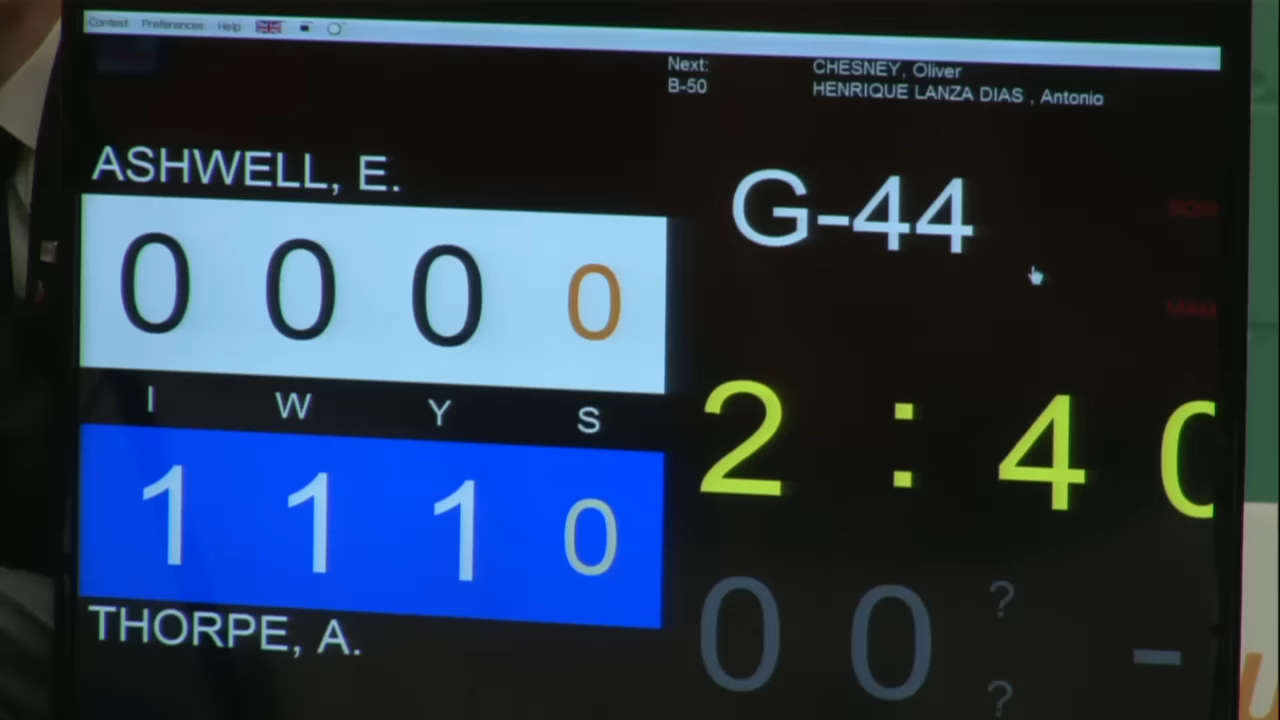 Contest Preferences Help
Next: CHESNEY, Oliver
B-50 HENRIQUE LANZA DIAS , Antonio
ASHWELL, E.
G-44
0 0 0 0
I W Y S
2 : 4 0
1 1 1 0
THORPE, A.
0 0 ? -
?